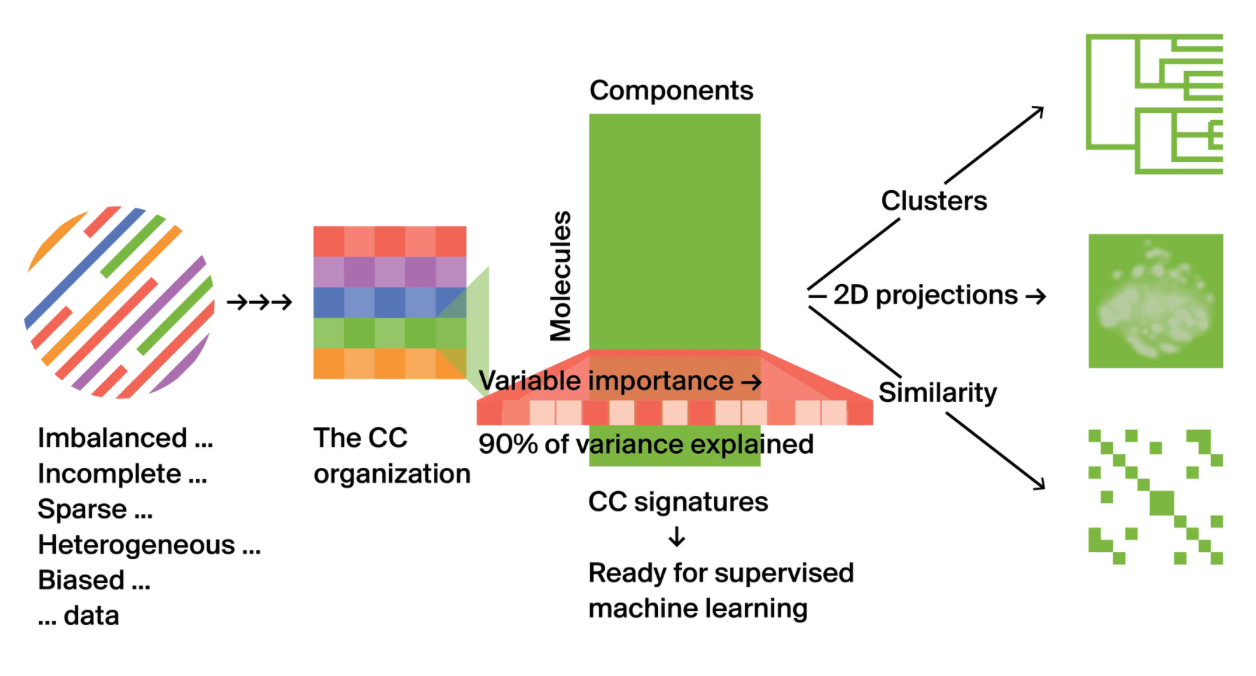 Imbalanced ...
Incomplete ...
Sparse ...
Heterogeneous ...
Biased ...
... data
The CC
organization
Components
Molecules
Variable importance →
90% of variance explained
CC signatures
↓
Ready for supervised
machine learning
Clusters
2D projections →
Similarity